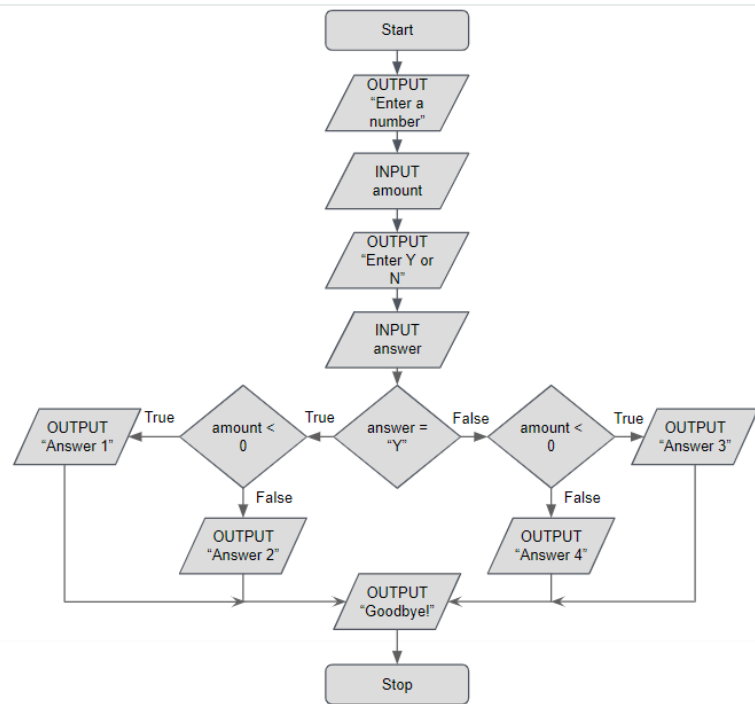 Start
OUTPUT
“Enter a
number”
INPUT
amount
OUTPUT
“Enter Y or
N”
INPUT
answer
True
True
False
True
OUTPUT
“Answer 1”
amount <
0
answer =
“Y”
amount <
0
OUTPUT
“Answer 3”
False
False
OUTPUT
“Answer 2”
OUTPUT
“Answer 4”
OUTPUT
“Goodbye!”
Stop